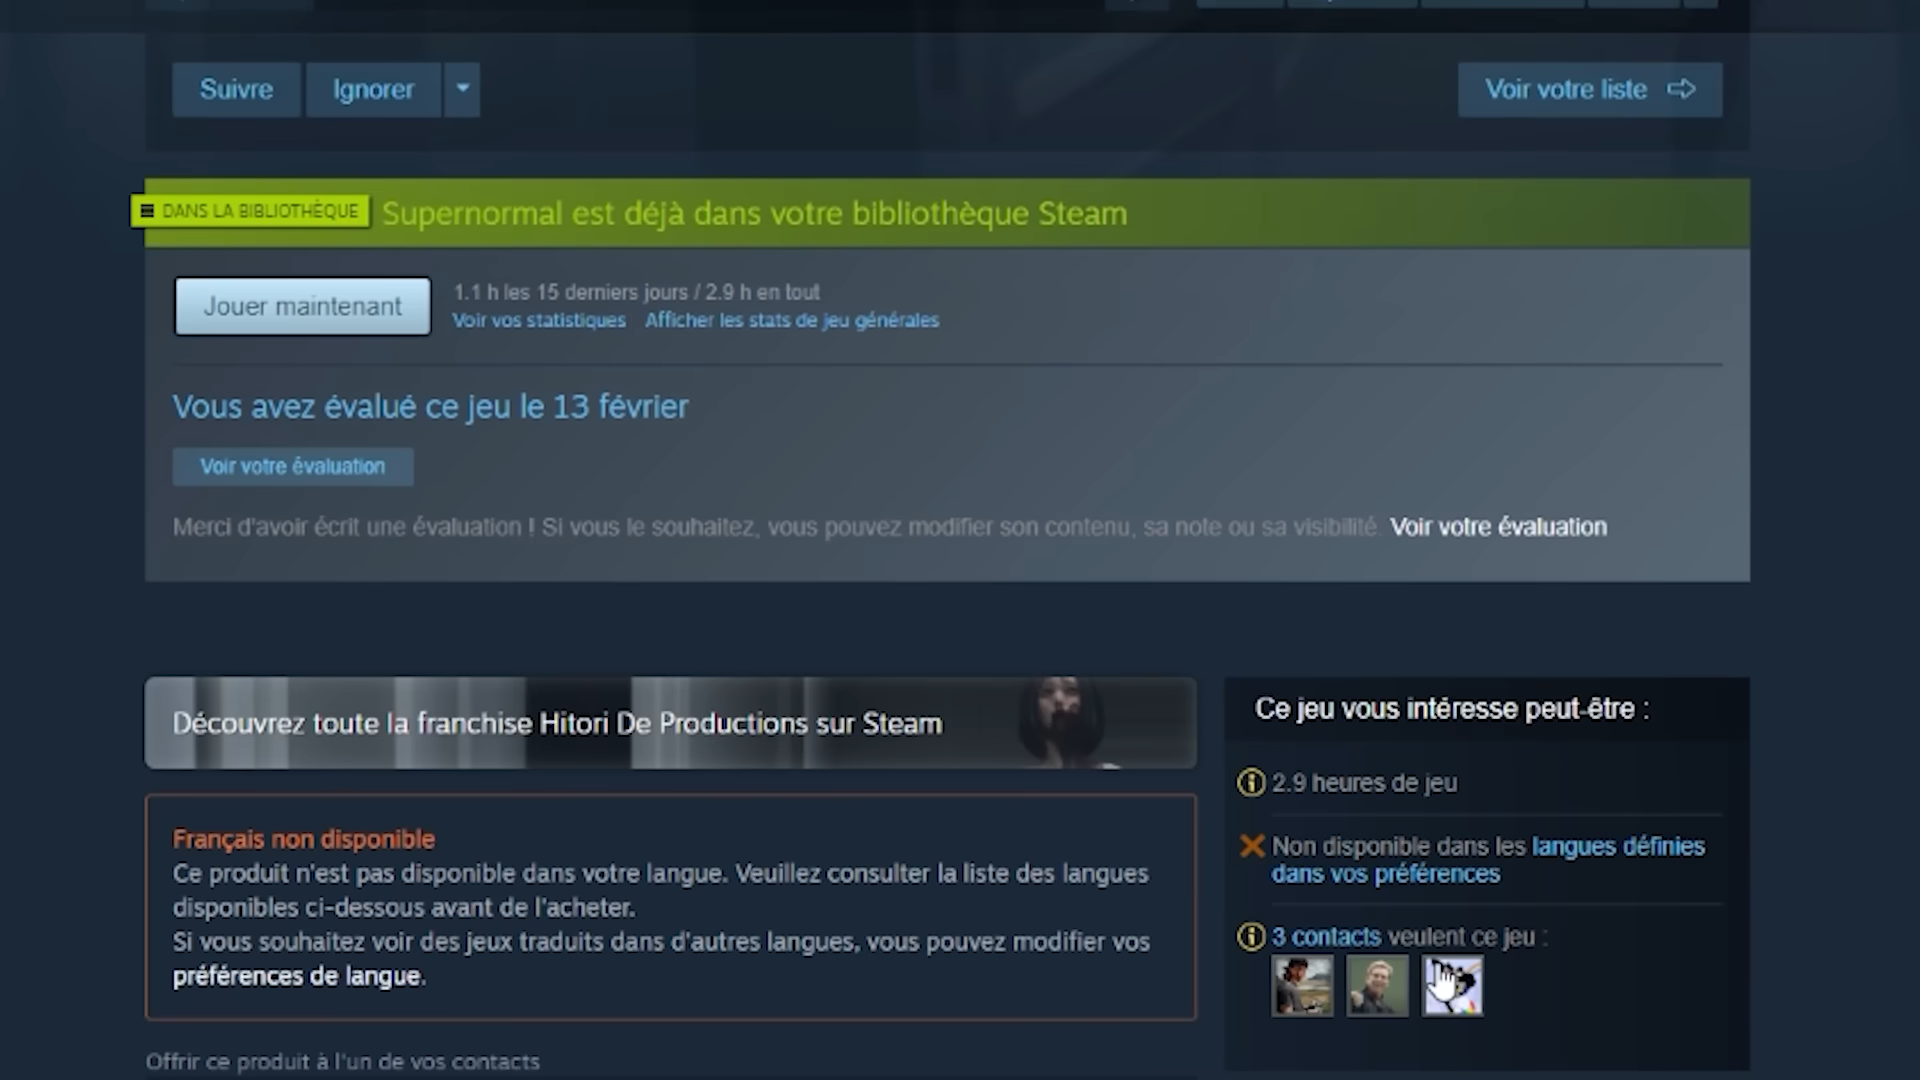 Suivre Ignorer Voir votre liste
DANS LA BIBLIOTHÈQUE Supernormal est déjà dans votre bibliothèque Steam
Jouer maintenant
1.1 h les 15 derniers jours / 2.9 h en tout
Voir vos statistiques Afficher les stats de jeu générales
Vous avez évalué ce jeu le 13 février
Voir votre évaluation
Merci d'avoir écrit une évaluation ! Si vous le souhaitez, vous pouvez modifier son contenu, sa note ou sa visibilité. Voir votre évaluation
Découvrez toute la franchise Hitori De Productions sur Steam
Français non disponible
Ce produit n'est pas disponible dans votre langue. Veuillez consulter la liste des langues
disponibles ci-dessous avant de l'acheter.
Si vous souhaitez voir des jeux traduits dans d'autres langues, vous pouvez modifier vos
préférences de langue.
Offrir ce produit à l'un de vos contacts
Ce jeu vous intéresse peut-être :
2.9 heures de jeu
Non disponible dans les langues définies
dans vos préférences
3 contacts veulent ce jeu :